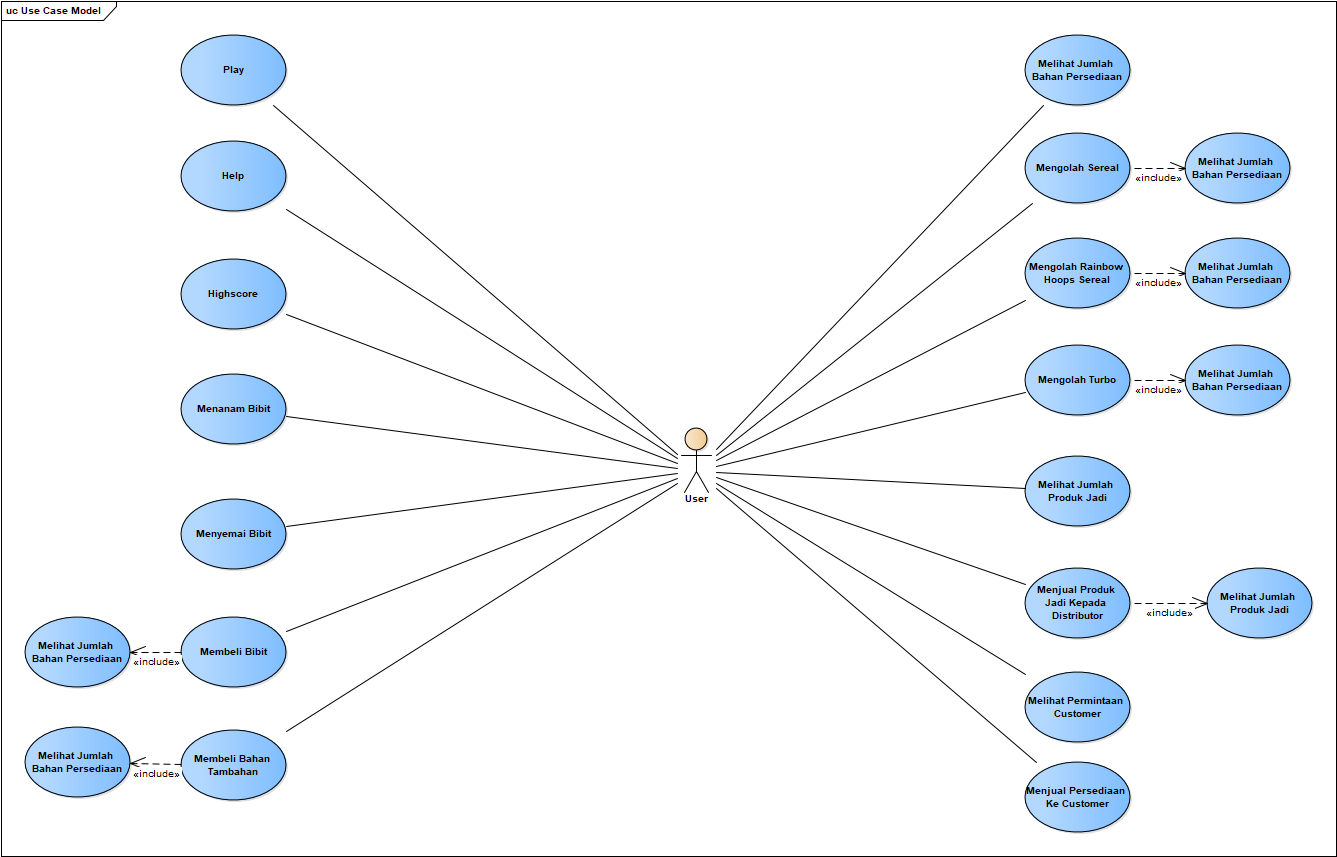 uc Use Case Model
Play
Help
Highscore
Menanam Bibit
Menyemai Bibit
Melihat Jumlah
Bahan Persediaan
«include»
Membeli Bibit
Melihat Jumlah
Bahan Persediaan
«include»
Membeli Bahan
Tambahan
User
Melihat Jumlah
Bahan Persediaan
Mengolah Sereal
«include»
Melihat Jumlah
Bahan Persediaan
Mengolah Rainbow
Hoops Sereal
«include»
Melihat Jumlah
Bahan Persediaan
Mengolah Turbo
«include»
Melihat Jumlah
Bahan Persediaan
Melihat Jumlah
Produk Jadi
Menjual Produk
Jadi Kepada
Distributor
«include»
Melihat Jumlah
Produk Jadi
Melihat Permintaan
Customer
Menjual Persediaan
Ke Customer